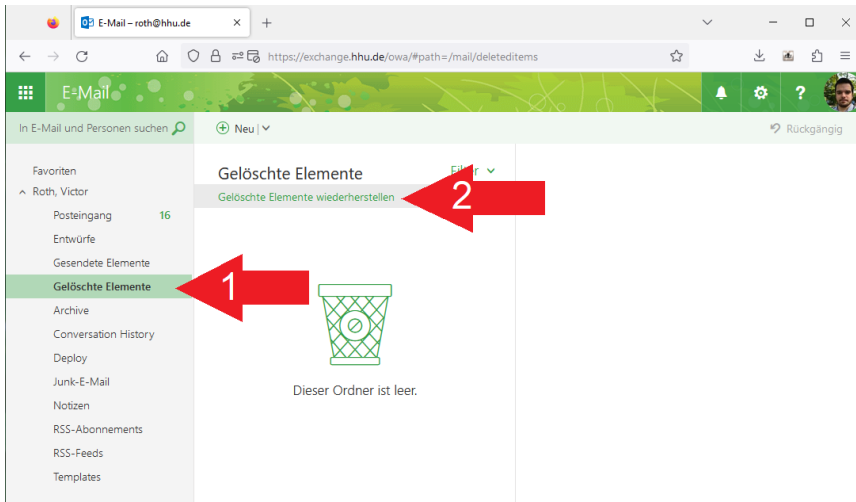 E-Mail – roth@hhu.de
https://exchange.hhu.de/owa/#path=/mail/deleteditems
E-Mail
?
In E-Mail und Personen suchen
Neu
Rückgängig
Favoriten
Roth, Victor
Posteingang 16
Entwürfe
Gesendete Elemente
Gelöschte Elemente
Archive
Conversation History
Deploy
Junk-E-Mail
Notizen
RSS-Abonnements
RSS-Feeds
Templates
Gelöschte Elemente
Filter
Gelöschte Elemente wiederherstellen
2
1
Dieser Ordner ist leer.